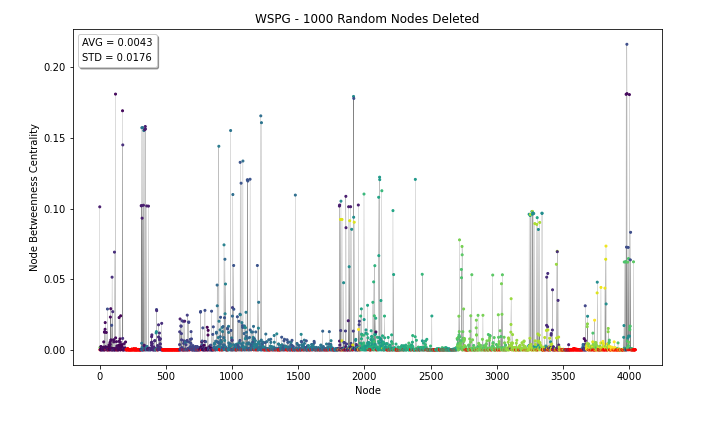 WSPG - 1000 Random Nodes Deleted
AVG = 0.0043
STD = 0.0176
0.20
0.15
0.10
0.05
0.00
Node Betweenness Centrality
0 500 1000 1500 2000 2500 3000 3500 4000
Node